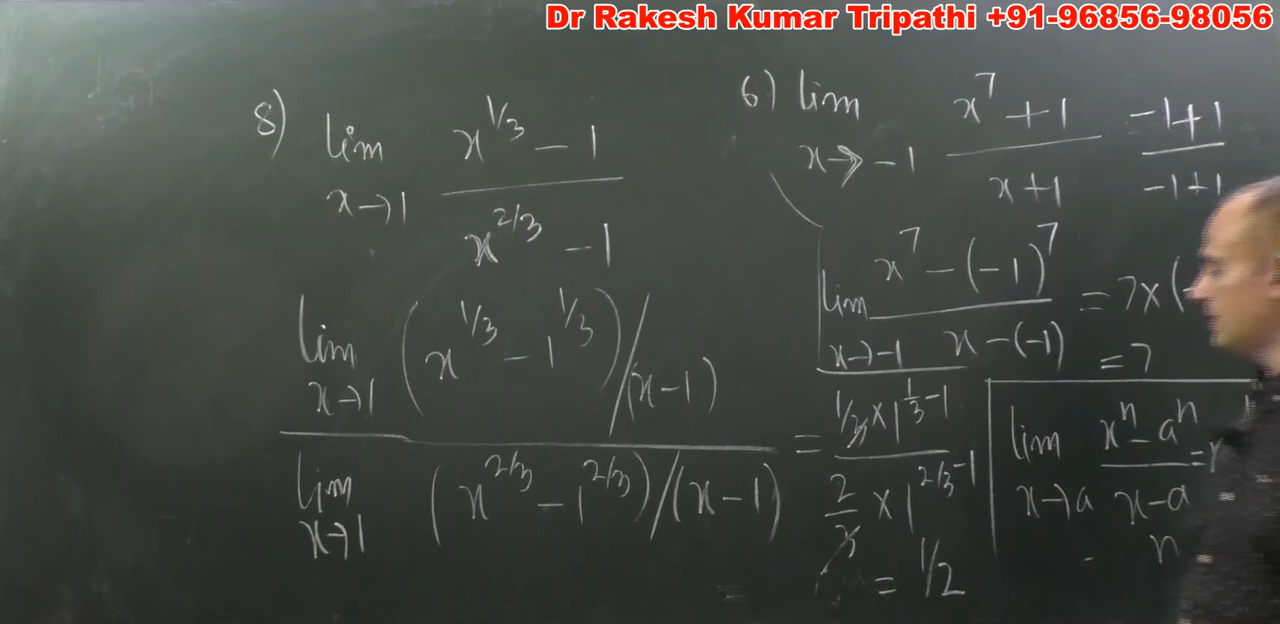 Dr Rakesh Kumar Tripathi +91-96856-98056
8) lim x→1 (x^1/3 − 1) / (x^2/3 − 1)
lim x→1 (x^1/3 − 1^1/3)/(x−1)
lim x→1 (x^2/3 − 1^2/3)/(x−1)
= (1/3 × 1^(1/3 −1)) / (2/3 × 1^(2/3 −1))
= 1/2
6) lim x→−1 (x^7 + 1) / (x+1) = (−1+1) / (−1+1)
lim x→−1 (x^7 − (−1)^7) / (x−(−1)) = 7×(
= 7
lim x→a (x^n − a^n) / (x−a) =
n